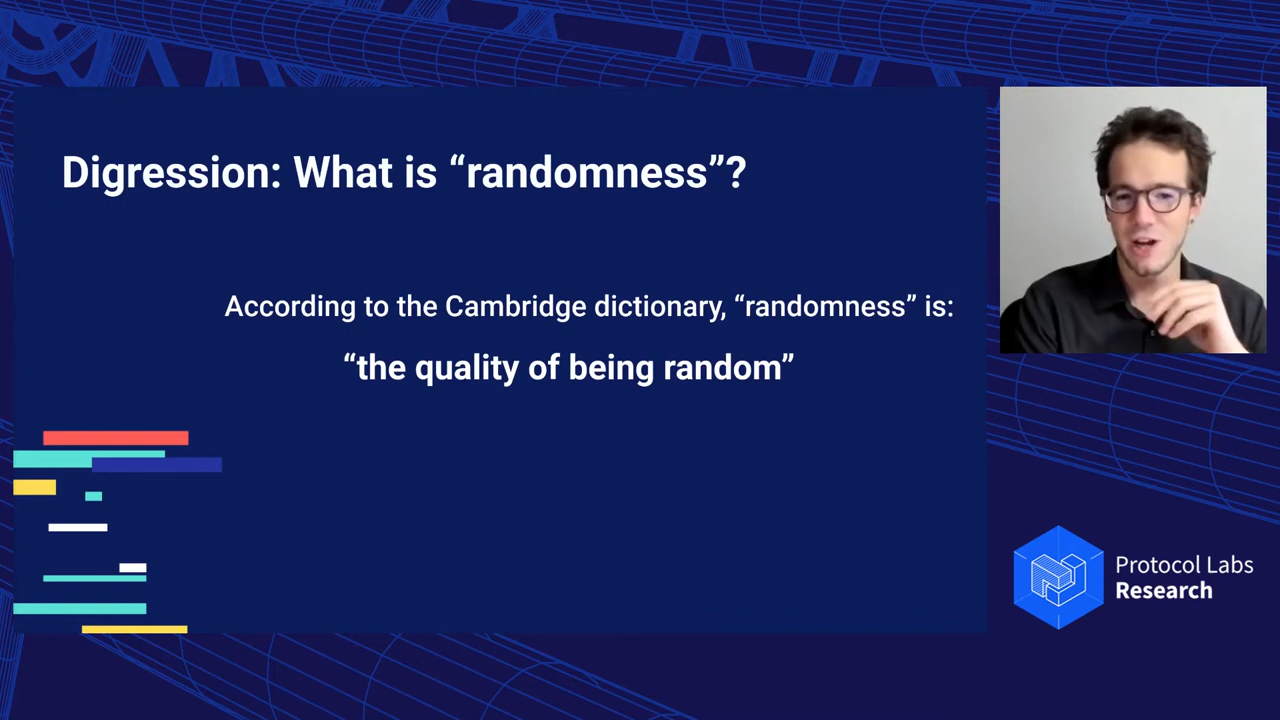 Digression: What is “randomness”?
According to the Cambridge dictionary, “randomness” is:
“the quality of being random”
Protocol Labs
Research